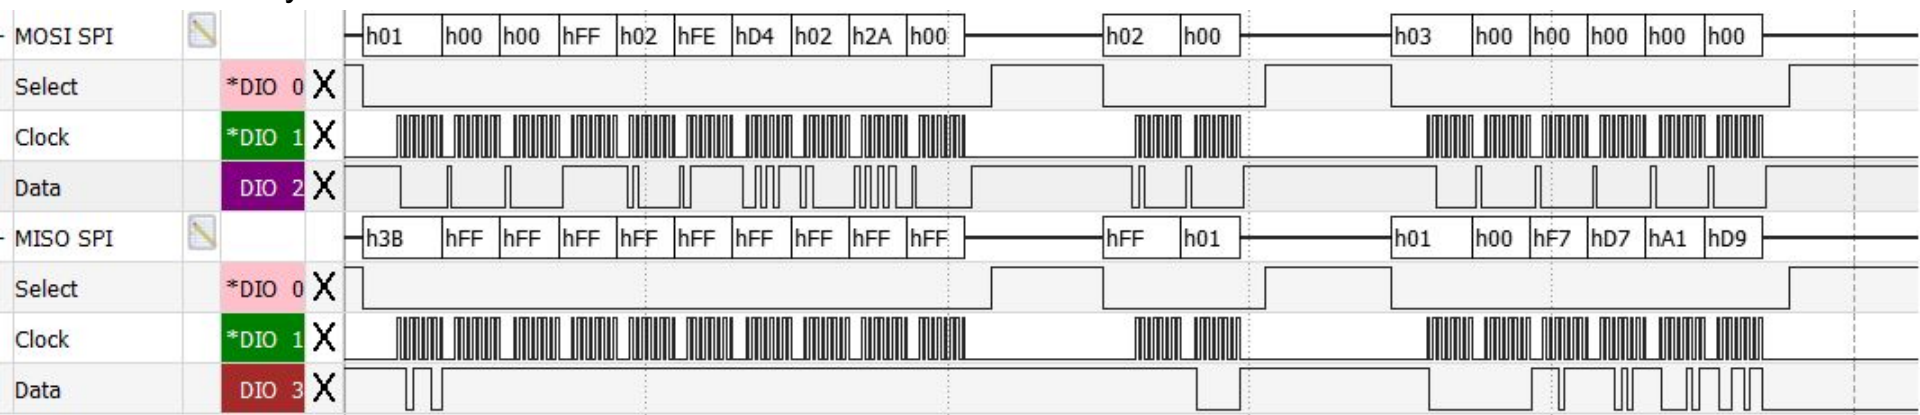 MOSI SPI h01 h00 h00 hFF h02 hFE hD4 h02 h2A h00 h02 h00 h03 h00 h00 h00 h00 h00
Select *DIO 0 X
Clock *DIO 1 X
Data DIO 2 X
MISO SPI h3B hFF hFF hFF hFF hFF hFF hFF hFF hFF hFF h01 h01 h00 hF7 hD7 hA1 hD9
Select *DIO 0 X
Clock *DIO 1 X
Data DIO 3 X